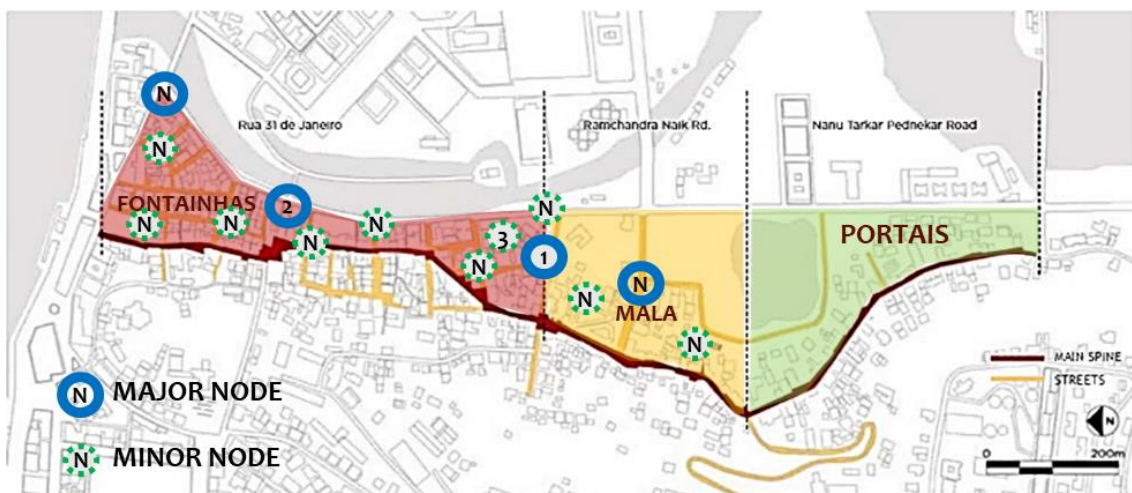 N
Rua 31 de Janeiro
Ramchandra Naik Rd.
Nanu Tarkar Pednekar Road
N
FONTAINHAS
2
N
N
N
N
N
3
N
1
PORTAIS
N
N
MALA
N
MAIN SPINE
STREETS
N MAJOR NODE
N
N MINOR NODE
0 200m